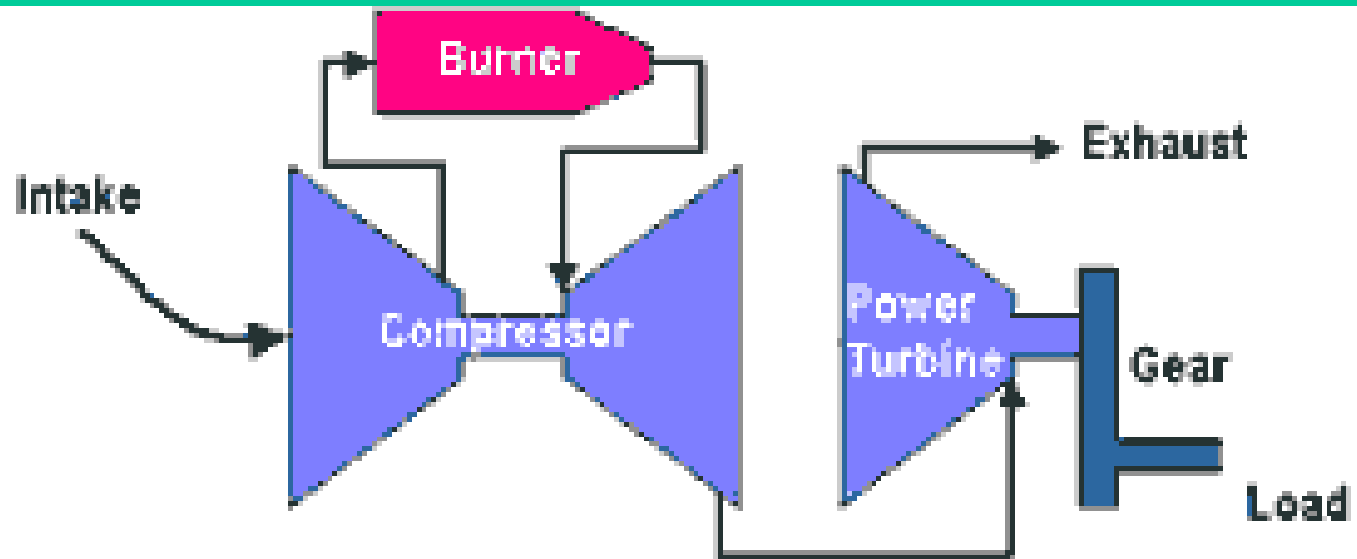 Burner
Exhaust
Intake
Compressor
Power
Turbine
Gear
Load